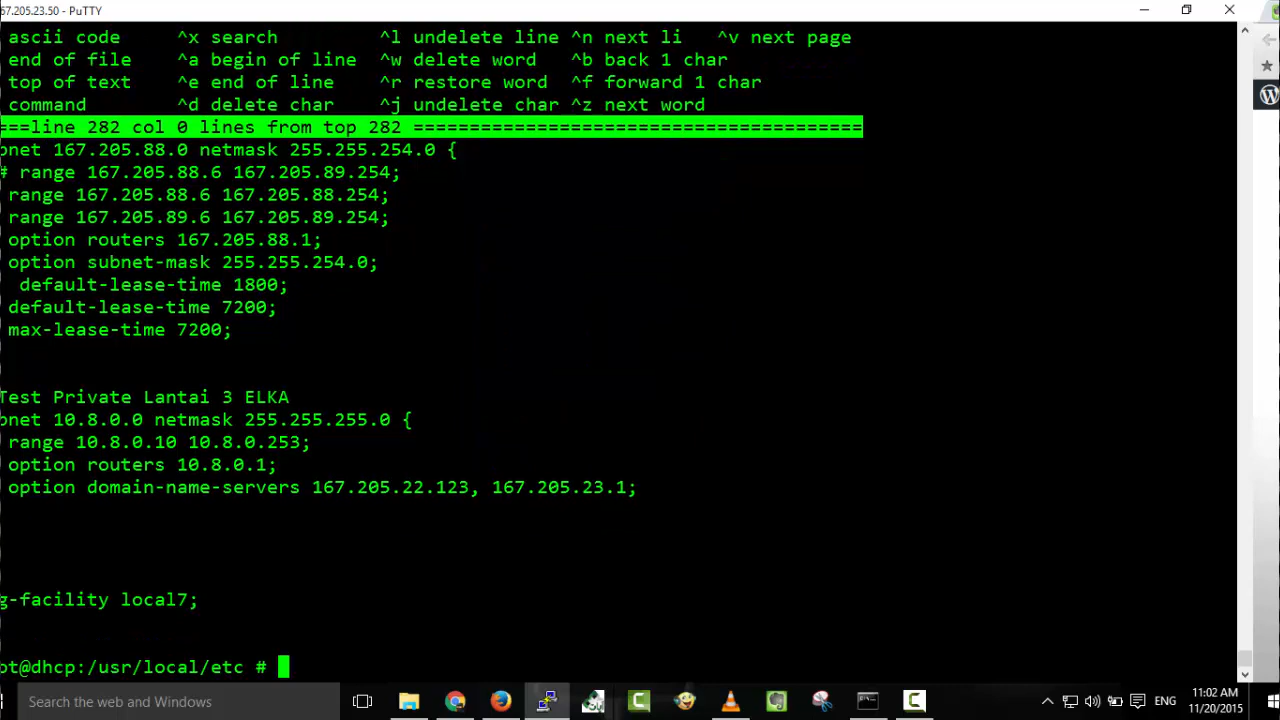 67.205.23.50 - PuTTY
ascii code ^x search ^l undelete line ^n next li ^v next page
end of file ^a begin of line ^w delete word ^b back 1 char
top of text ^e end of line ^r restore word ^f forward 1 char
command ^d delete char ^j undelete char ^z next word
===line 282 col 0 lines from top 282 ========================================
bnet 167.205.88.0 netmask 255.255.254.0 {
# range 167.205.88.6 167.205.89.254;
range 167.205.88.6 167.205.88.254;
range 167.205.89.6 167.205.89.254;
option routers 167.205.88.1;
option subnet-mask 255.255.254.0;
default-lease-time 1800;
default-lease-time 7200;
max-lease-time 7200;
Test Private Lantai 3 ELKA
bnet 10.8.0.0 netmask 255.255.255.0 {
range 10.8.0.10 10.8.0.253;
option routers 10.8.0.1;
option domain-name-servers 167.205.22.123, 167.205.23.1;
g-facility local7;
ot@dhcp:/usr/local/etc #
Search the web and Windows
ENG
11:02 AM
11/20/2015